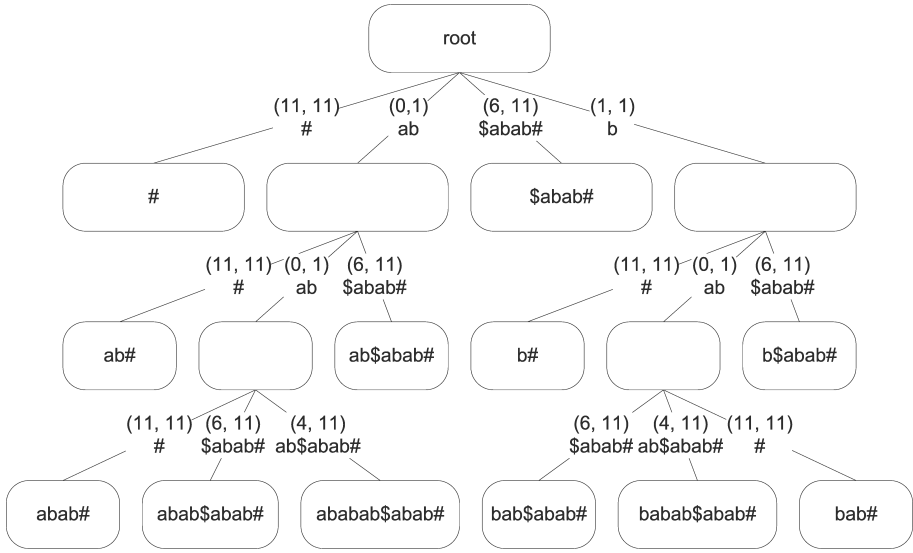 root
(11, 11) (0,1) (6, 11) (1, 1)
# ab $abab# b
# $abab#
(11, 11) (0, 1) (6, 11) (11, 11) (0, 1) (6, 11)
# ab $abab# # ab $abab#
ab# ab$abab# b# b$abab#
(11, 11) (6, 11) (4, 11) (6, 11) (4, 11) (11, 11)
# $abab# ab$abab# $abab# ab$abab# #
abab# abab$abab# ababab$abab# bab$abab# babab$abab# bab#